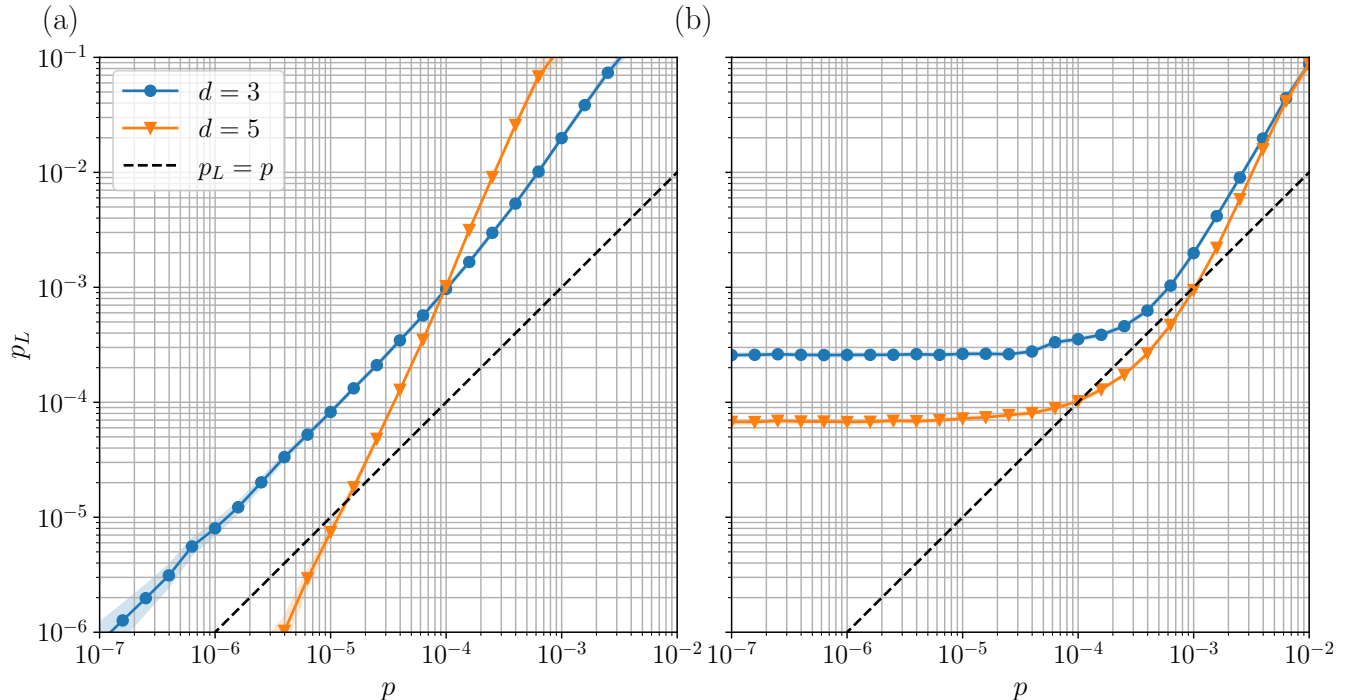 (a)
(b)
d = 3
d = 5
p_L = p
10^{-1}
10^{-2}
10^{-3}
10^{-4}
10^{-5}
10^{-6}
p_L
10^{-7} 10^{-6} 10^{-5} 10^{-4} 10^{-3} 10^{-2}
p
10^{-7} 10^{-6} 10^{-5} 10^{-4} 10^{-3} 10^{-2}
p